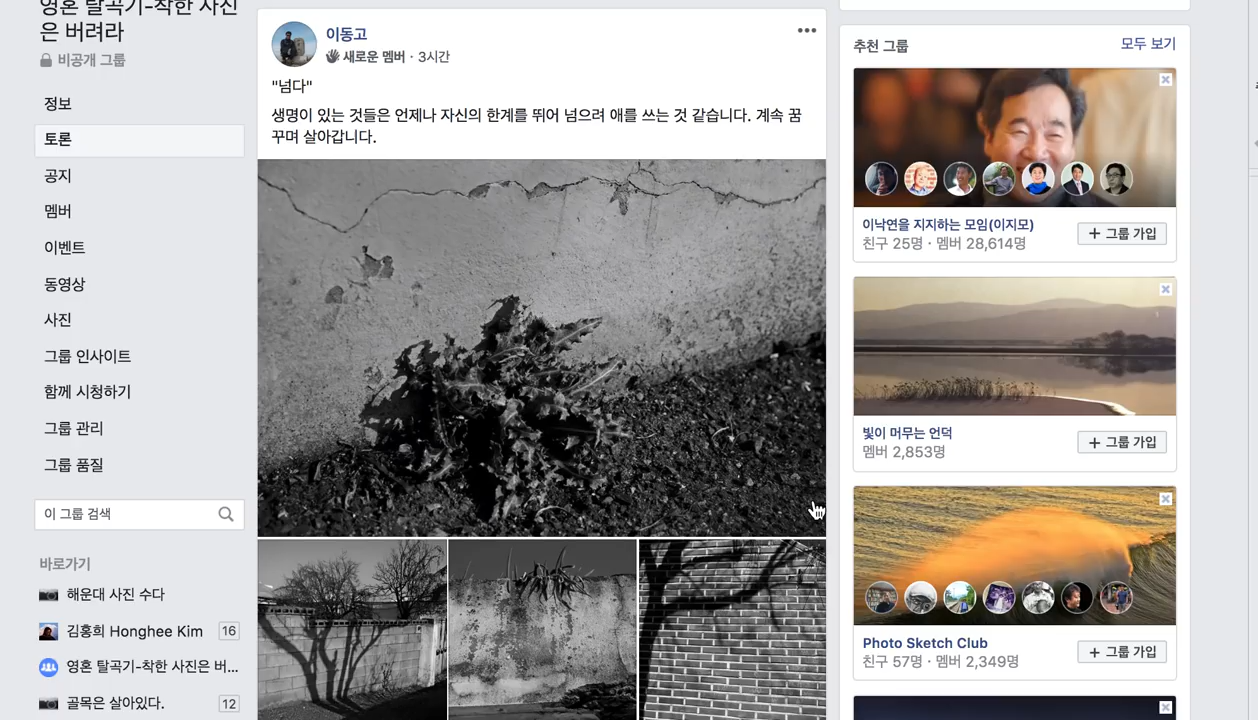 영혼 탈곡기-착한 사진
은 버려라
비공개 그룹
정보
토론
공지
멤버
이벤트
동영상
사진
그룹 인사이트
함께 시청하기
그룹 관리
그룹 품질
이 그룹 검색
바로가기
해운대 사진 수다
김홍희 Honghee Kim 16
영혼 탈곡기-착한 사진은 버...
골목은 살아있다. 12
이동고
새로운 멤버 · 3시간
"넘다"
생명이 있는 것들은 언제나 자신의 한계를 뛰어 넘으려 애를 쓰는 것 같습니다. 계속 꿈
꾸며 살아갑니다.
추천 그룹 모두 보기
이낙연을 지지하는 모임(이지모)
친구 25명 · 멤버 28,614명
+ 그룹 가입
빛이 머무는 언덕
멤버 2,853명
+ 그룹 가입
Photo Sketch Club
친구 57명 · 멤버 2,349명
+ 그룹 가입